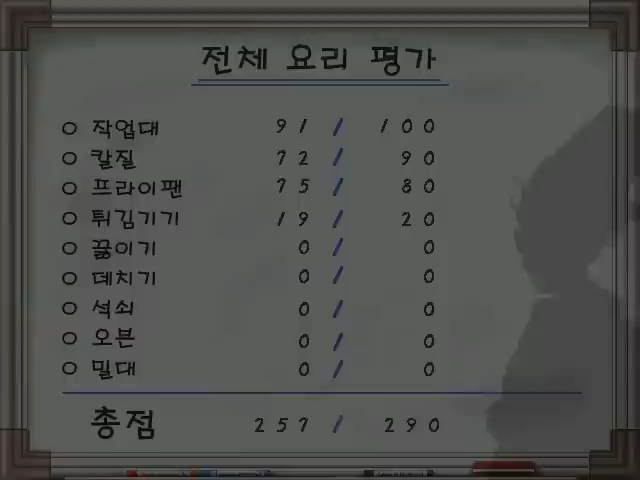 전체 요리 평가
○ 작업대 91 / 100
○ 칼질 72 / 90
○ 프라이팬 75 / 80
○ 튀김기기 19 / 20
○ 끓이기 0 / 0
○ 데치기 0 / 0
○ 석쇠 0 / 0
○ 오븐 0 / 0
○ 밀대 0 / 0
총점 257 / 290